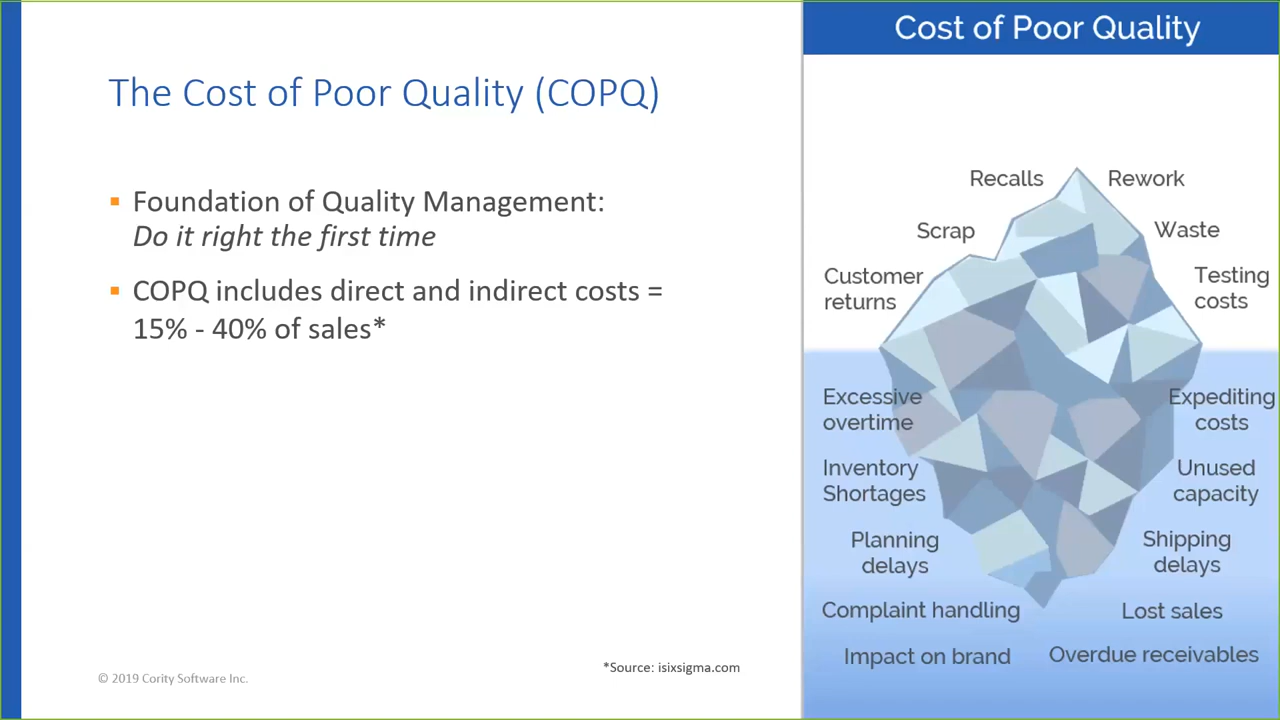 Cost of Poor Quality
The Cost of Poor Quality (COPQ)
Foundation of Quality Management:
Do it right the first time
COPQ includes direct and indirect costs =
15% - 40% of sales*
Recalls
Rework
Scrap
Waste
Customer
returns
Testing
costs
Excessive
overtime
Expediting
costs
Inventory
Shortages
Unused
capacity
Planning
delays
Shipping
delays
Complaint handling
Lost sales
Impact on brand
Overdue receivables
*Source: isixsigma.com
© 2019 Cority Software Inc.